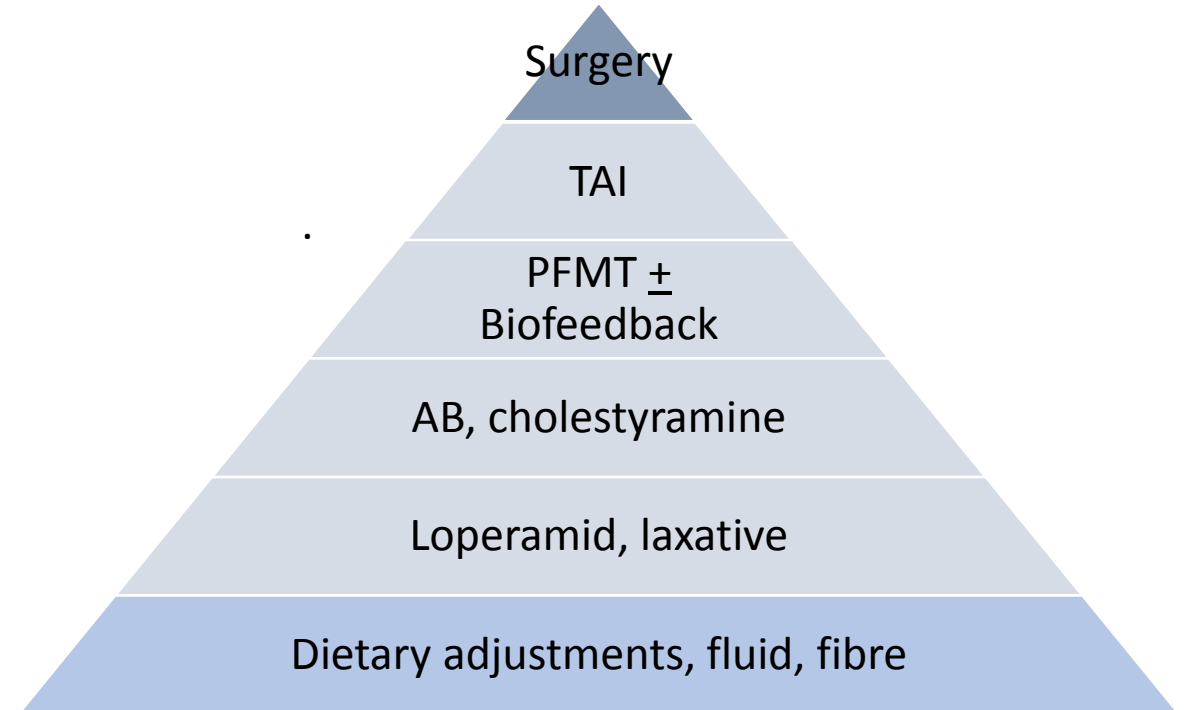 Surgery
TAI
.
PFMT ±
Biofeedback
AB, cholestyramine
Loperamid, laxative
Dietary adjustments, fluid, fibre